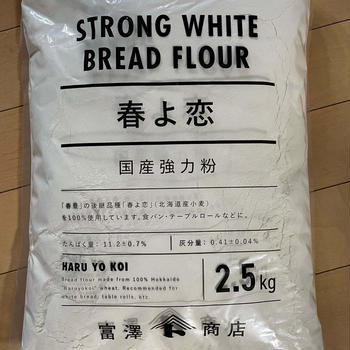 STRONG WHITE
BREAD FLOUR
春よ恋
国産強力粉
「春豊」の後継品種「春よ恋」(北海道産小麦)
を100%使用しています。食パン・テーブルロールなどに。
たんぱく量: 11.2±0.7%
灰分量: 0.41±0.04%
HARU YO KOI
Bread flour made from 100% Hokkaido
"Haruyokoi" wheat. Recommended for
white bread, table rolls, etc.
2.5kg
富澤 商店